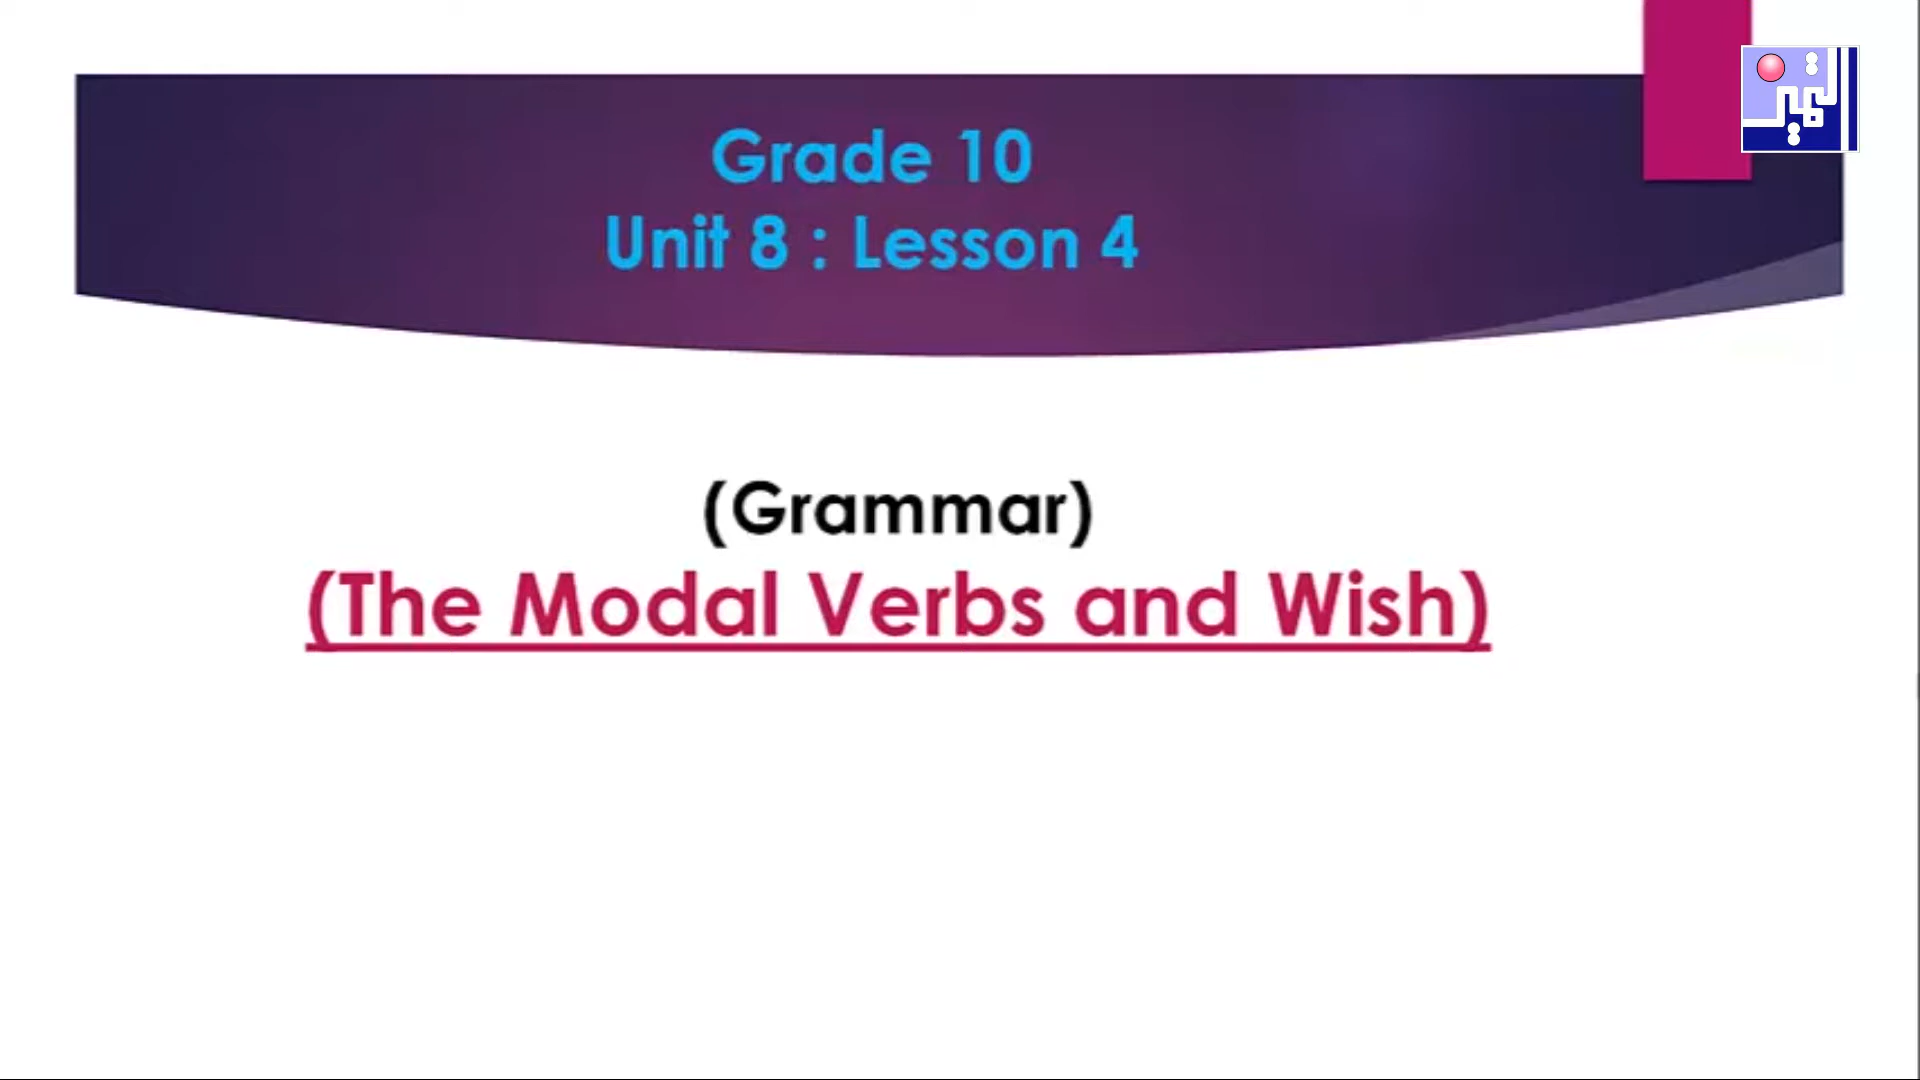 Grade 10
Unit 8 : Lesson 4
(Grammar)
(The Modal Verbs and Wish)